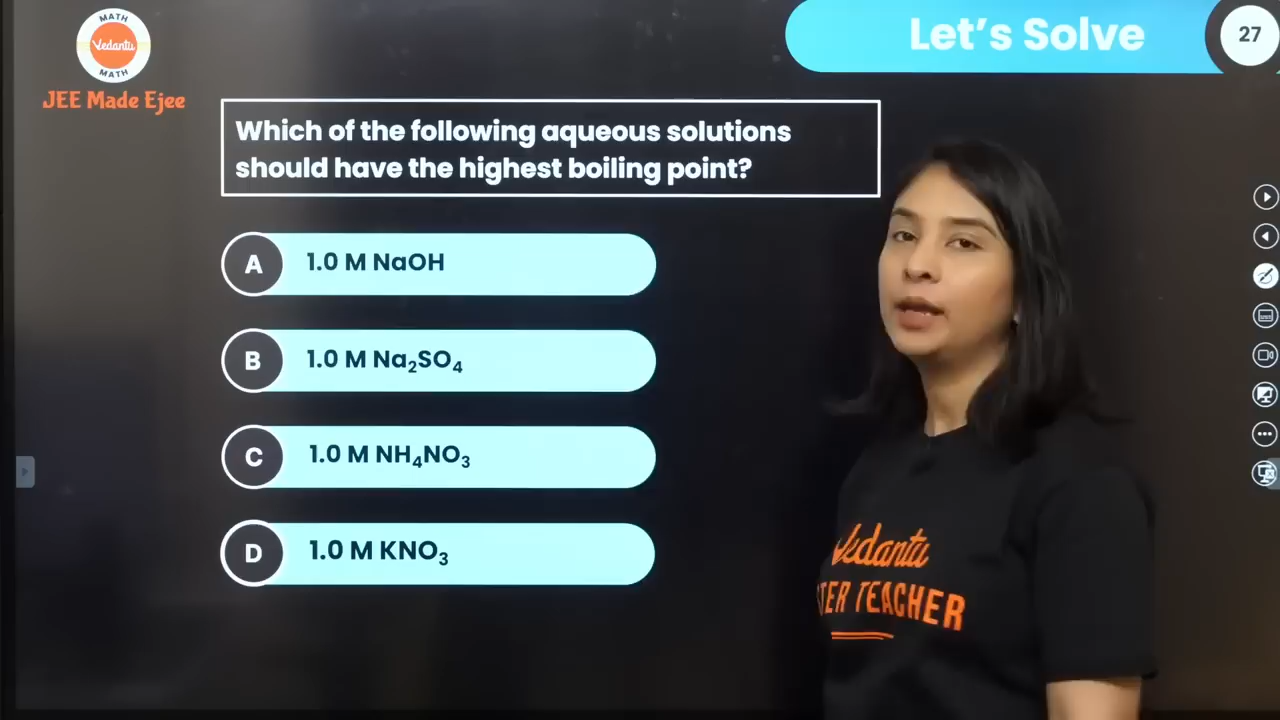 MATH
Vedantu
MATH
JEE Made Ejee
Let's Solve
27
Which of the following aqueous solutions
should have the highest boiling point?
A 1.0 M NaOH
B 1.0 M Na₂SO₄
C 1.0 M NH₄NO₃
D 1.0 M KNO₃
Vedantu
TER TEACHER